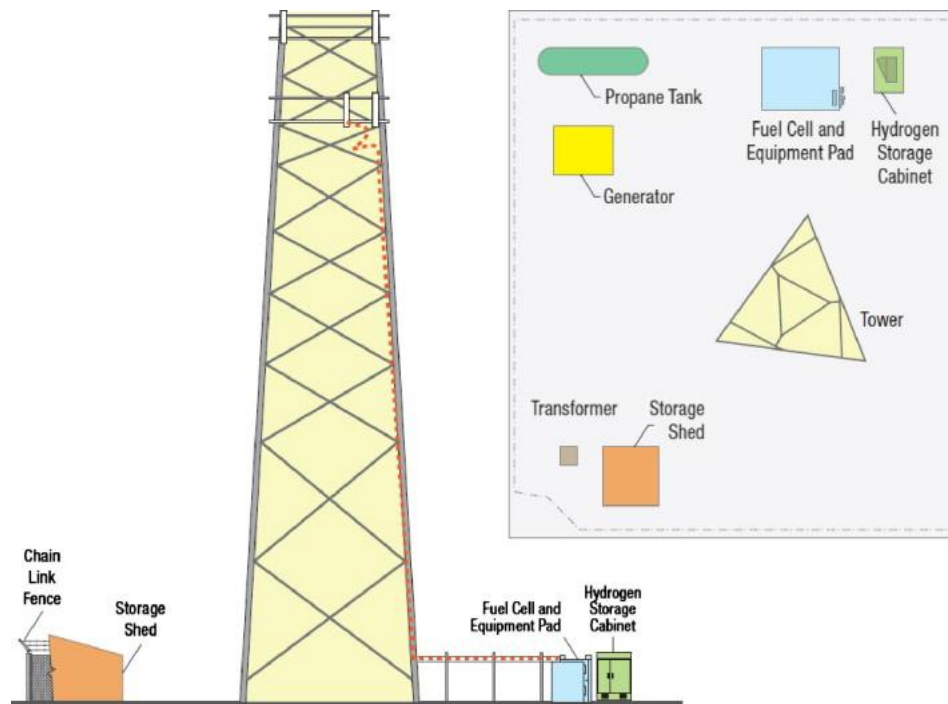 Propane Tank
Fuel Cell and
Equipment Pad
Hydrogen
Storage
Cabinet
Generator
Tower
Transformer
Storage
Shed
Chain
Link
Fence
Storage
Shed
Fuel Cell and
Equipment Pad
Hydrogen
Storage
Cabinet